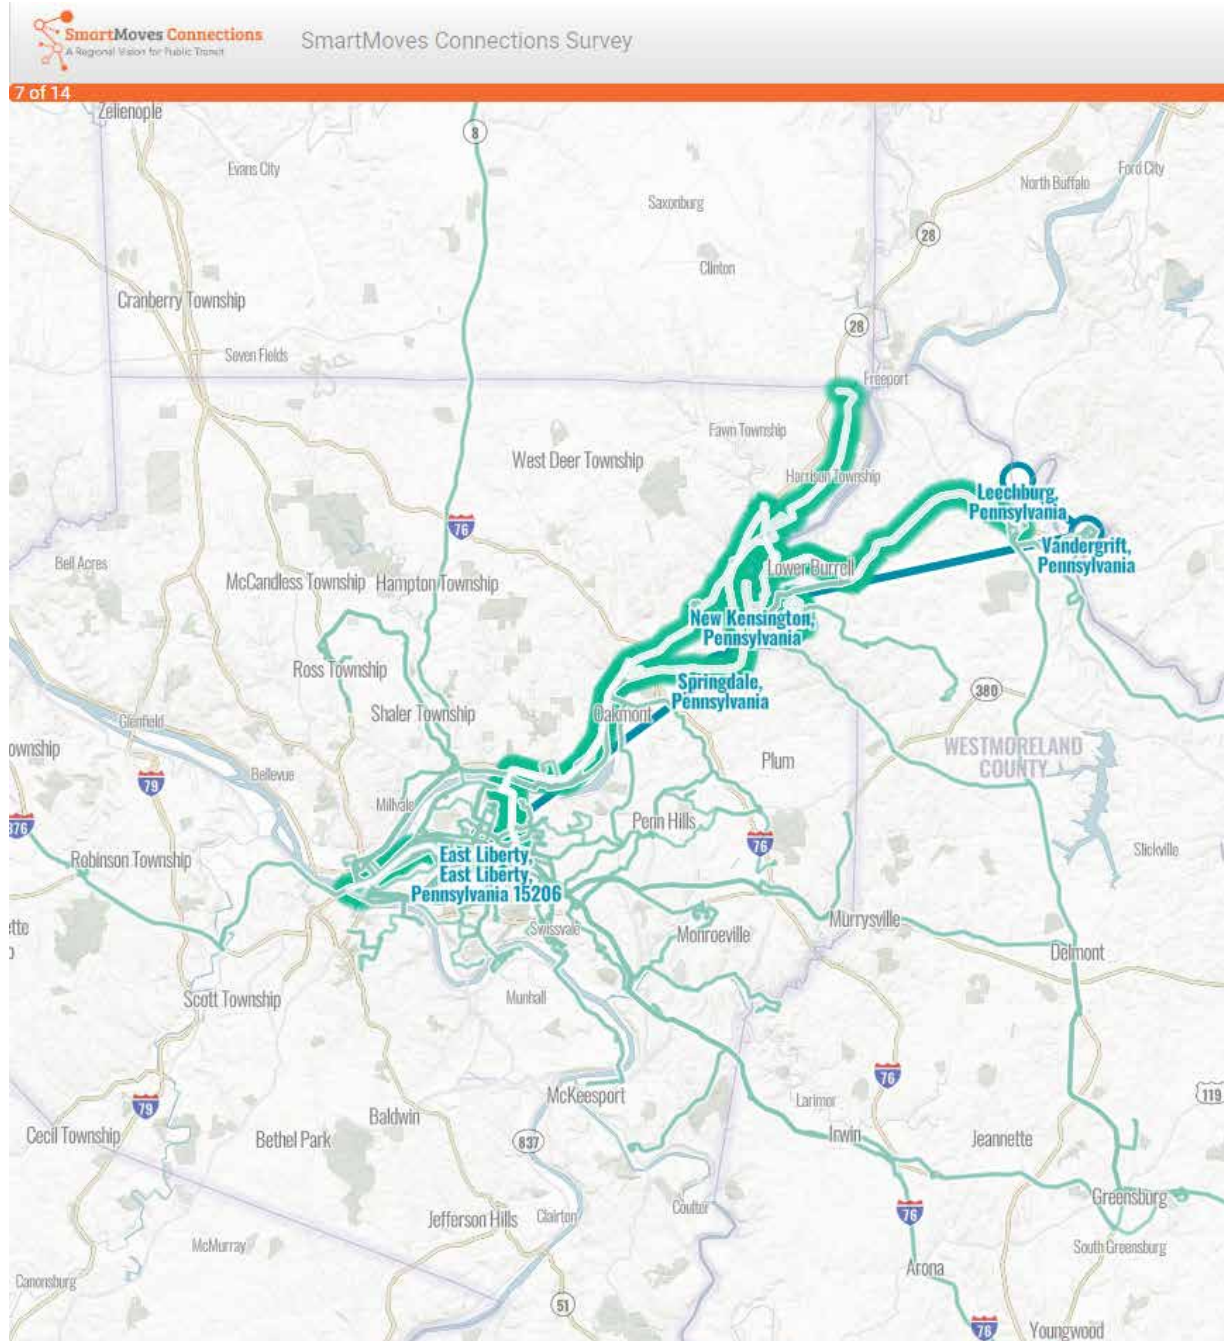 SmartMoves Connections
A Regional Vision for Public Transit
SmartMoves Connections Survey
7 of 14
Zelienople
8
Evans City
Ford City
North Buffalo
Saxonburg
28
Clinton
Cranberry Township
28
Seven Fields
Freeport
Fawn Township
West Deer Township
Harrison Township
Leechburg,
Pennsylvania
76
Vandergrift,
Pennsylvania
Bell Acres
McCandless Township
Hampton Township
Lower Burrell
New Kensington,
Pennsylvania
Ross Township
Springdale,
Pennsylvania
380
Shaler Township
Oakmont
Glenfield
ownship
WESTMORELAND
COUNTY
Plum
Bellevue
79
Millvale
376
Penn Hills
76
Robinson Township
East Liberty,
East Liberty,
Pennsylvania 15206
Slickville
ette
Swissvale
Monroeville
Murrysville
Delmont
Scott Township
Munhall
McKeesport
76
119
79
Larimor
Baldwin
Cecil Township
Bethel Park
837
Irwin
Jeannette
Greensburg
Jefferson Hills
Clairton
Coulter
76
McMurray
South Greensburg
Canonsburg
Arona
51
76
Youngwood